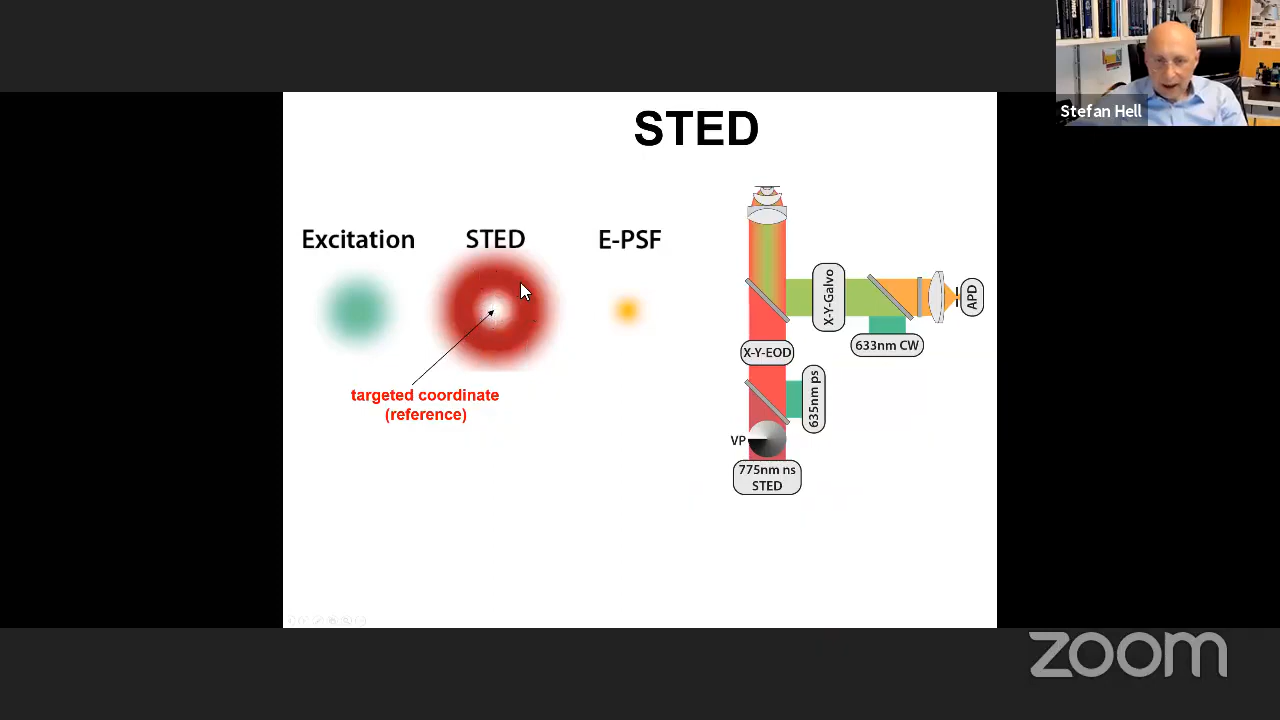 Stefan Hell
STED
Excitation
STED
E-PSF
targeted coordinate
(reference)
X-Y-Galvo
APD
633nm CW
X-Y-EOD
635nm ps
VP
775nm ns
STED
zoom